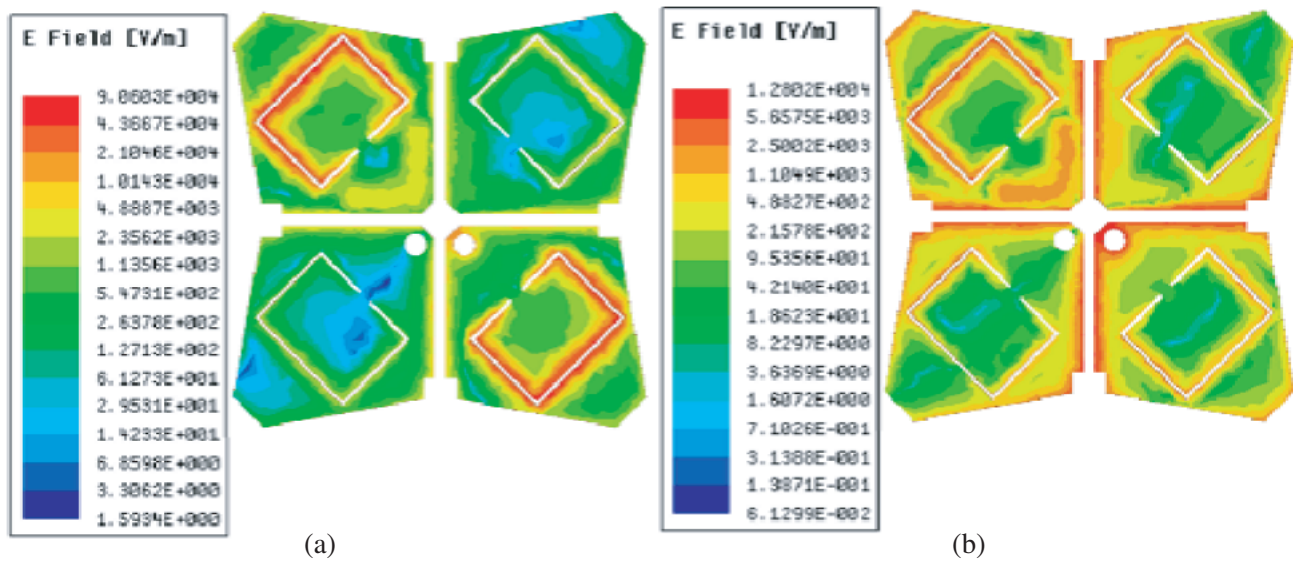 E Field [V/m]
9.0603E+004
4.3667E+004
2.1046E+004
1.0143E+004
4.8887E+003
2.3562E+003
1.1356E+003
5.4731E+002
2.6378E+002
1.2713E+002
6.1273E+001
2.9531E+001
1.4233E+001
6.8598E+000
3.3062E+000
1.5934E+000
(a)
E Field [V/m]
1.2802E+004
5.6575E+003
2.5002E+003
1.1049E+003
4.8827E+002
2.1578E+002
9.5356E+001
4.2140E+001
1.8623E+001
8.2297E+000
3.6369E+000
1.6072E+000
7.1026E-001
3.1388E-001
1.3871E-001
6.1299E-002
(b)